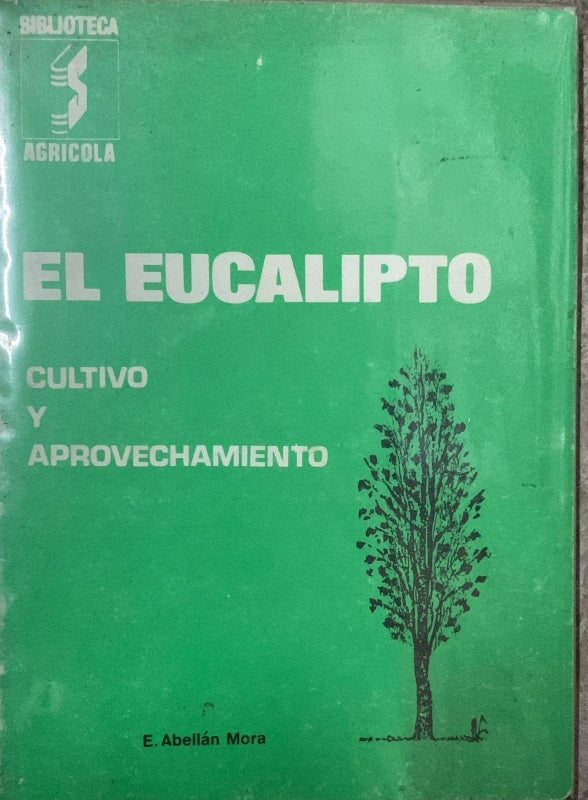 BIBLIOTECA
S
AGRICOLA
EL EUCALIPTO
CULTIVO
Y
APROVECHAMIENTO
E. Abellán Mora